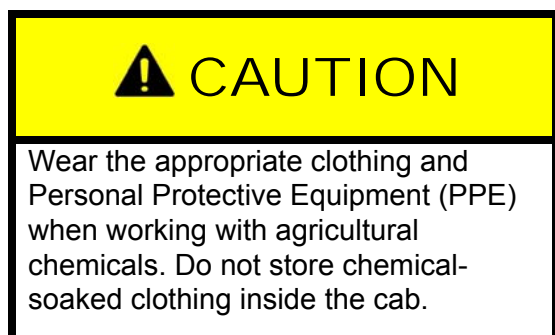 CAUTION
Wear the appropriate clothing and
Personal Protective Equipment (PPE)
when working with agricultural
chemicals. Do not store chemical-
soaked clothing inside the cab.